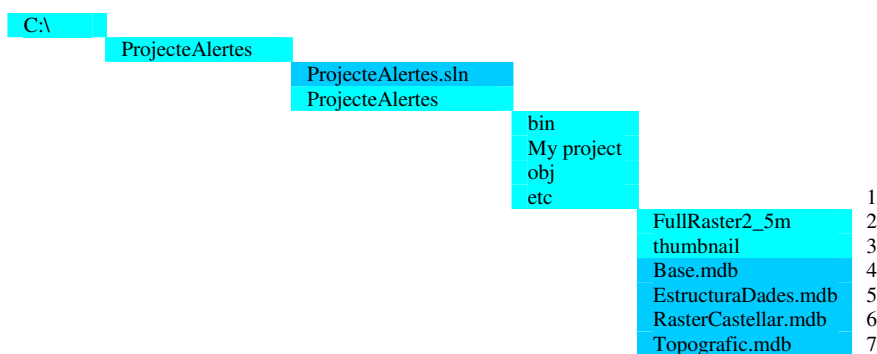 C:\
ProjecteAlertes
ProjecteAlertes.sln
ProjecteAlertes
bin
My project
obj
etc 1
FullRaster2_5m 2
thumbnail 3
Base.mdb 4
EstructuraDades.mdb 5
RasterCastellar.mdb 6
Topografic.mdb 7